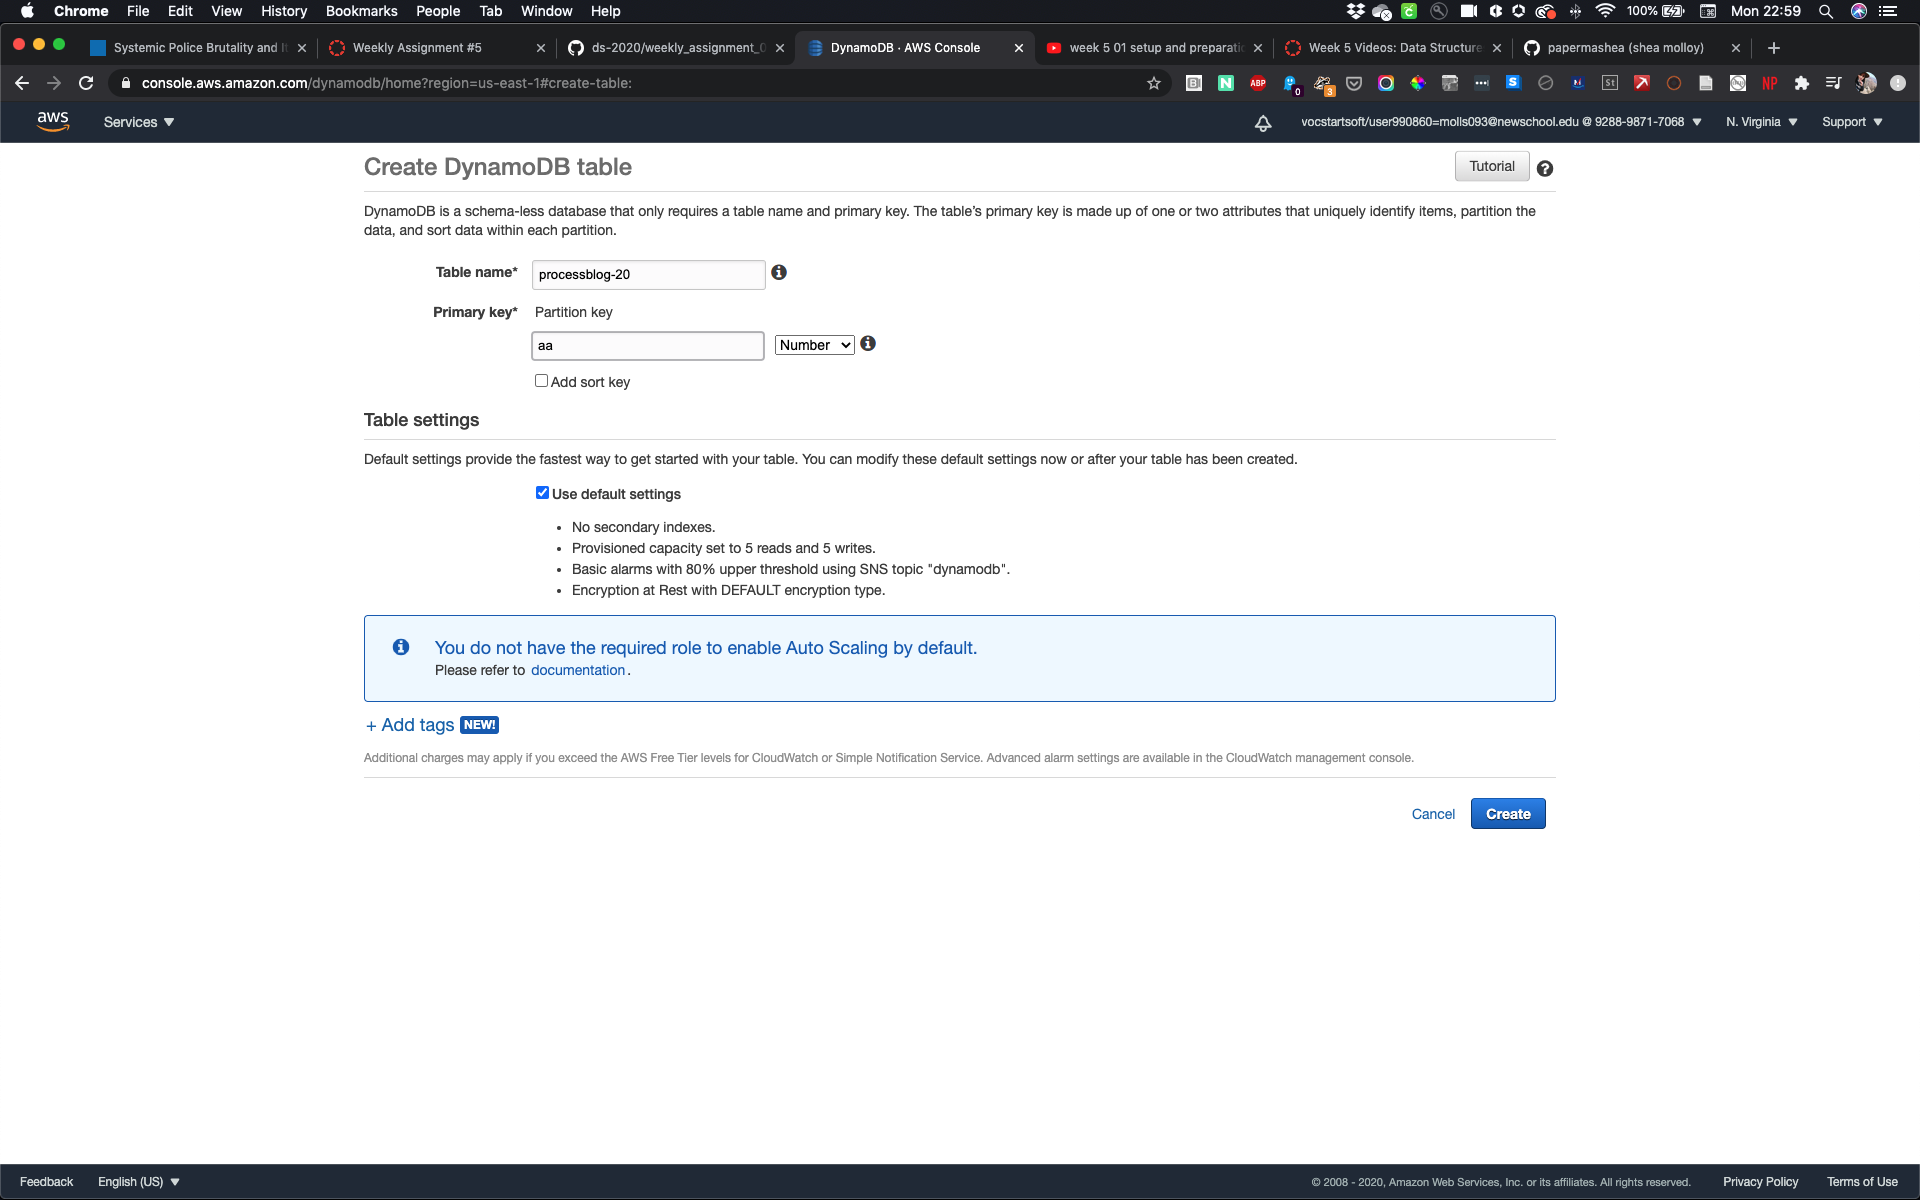 Chrome File Edit View History Bookmarks People Tab Window Help 100% Mon 22:59
Systemic Police Brutality and It Weekly Assignment #5 ds-2020/weekly_assignment_0 DynamoDB · AWS Console week 5 01 setup and preparatio Week 5 Videos: Data Structure papermashea (shea molloy)
console.aws.amazon.com/dynamodb/home?region=us-east-1#create-table:
ABP 0 3 S St NP
aws Services vocstartsoft/user990860=molls093@newschool.edu @ 9288-9871-7068 N. Virginia Support
Create DynamoDB table
Tutorial
DynamoDB is a schema-less database that only requires a table name and primary key. The table's primary key is made up of one or two attributes that uniquely identify items, partition the
data, and sort data within each partition.
Table name* processblog-20
Primary key* Partition key
aa Number
Add sort key
Table settings
Default settings provide the fastest way to get started with your table. You can modify these default settings now or after your table has been created.
Use default settings
• No secondary indexes.
• Provisioned capacity set to 5 reads and 5 writes.
• Basic alarms with 80% upper threshold using SNS topic "dynamodb".
• Encryption at Rest with DEFAULT encryption type.
You do not have the required role to enable Auto Scaling by default.
Please refer to documentation.
+ Add tags NEW!
Additional charges may apply if you exceed the AWS Free Tier levels for CloudWatch or Simple Notification Service. Advanced alarm settings are available in the CloudWatch management console.
Cancel Create
Feedback English (US) © 2008 - 2020, Amazon Web Services, Inc. or its affiliates. All rights reserved. Privacy Policy Terms of Use